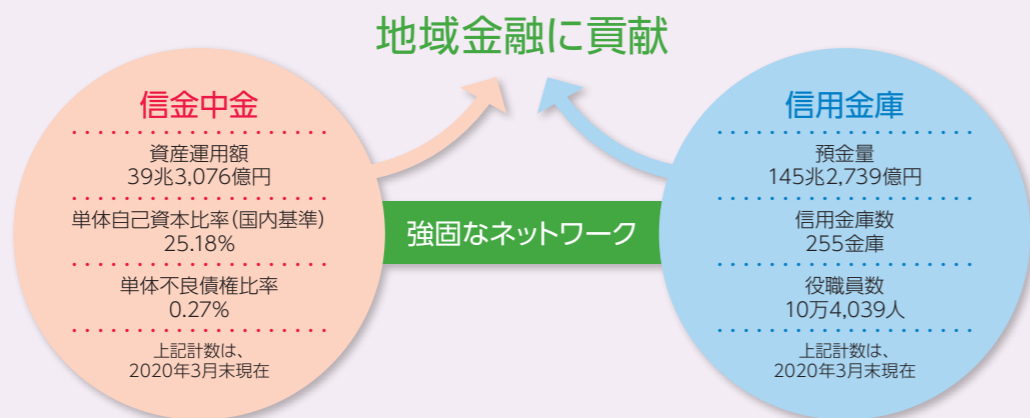 地域金融に貢献
信金中金
資産運用額
39兆3,076億円
単体自己資本比率(国内基準)
25.18%
単体不良債権比率
0.27%
上記計数は、
2020年3月末現在
強固なネットワーク
信用金庫
預金量
145兆2,739億円
信用金庫数
255金庫
役職員数
10万4,039人
上記計数は、
2020年3月末現在